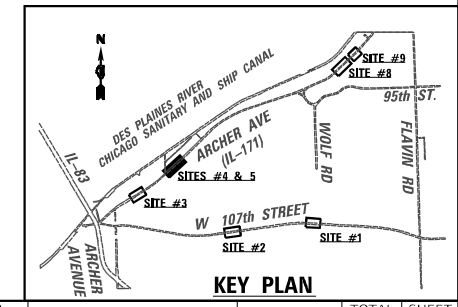 N
SITE #9
SITE #8
95th ST.
DES PLAINES RIVER
CHICAGO SANITARY AND SHIP CANAL
ARCHER AVE
(IL-171)
WOLF RD
FLAVIN RD
IL-83
SITES #4 & 5
SITE #3
W 107th STREET
SITE #1
SITE #2
ARCHER
AVENUE
KEY PLAN
TOTAL SHEET